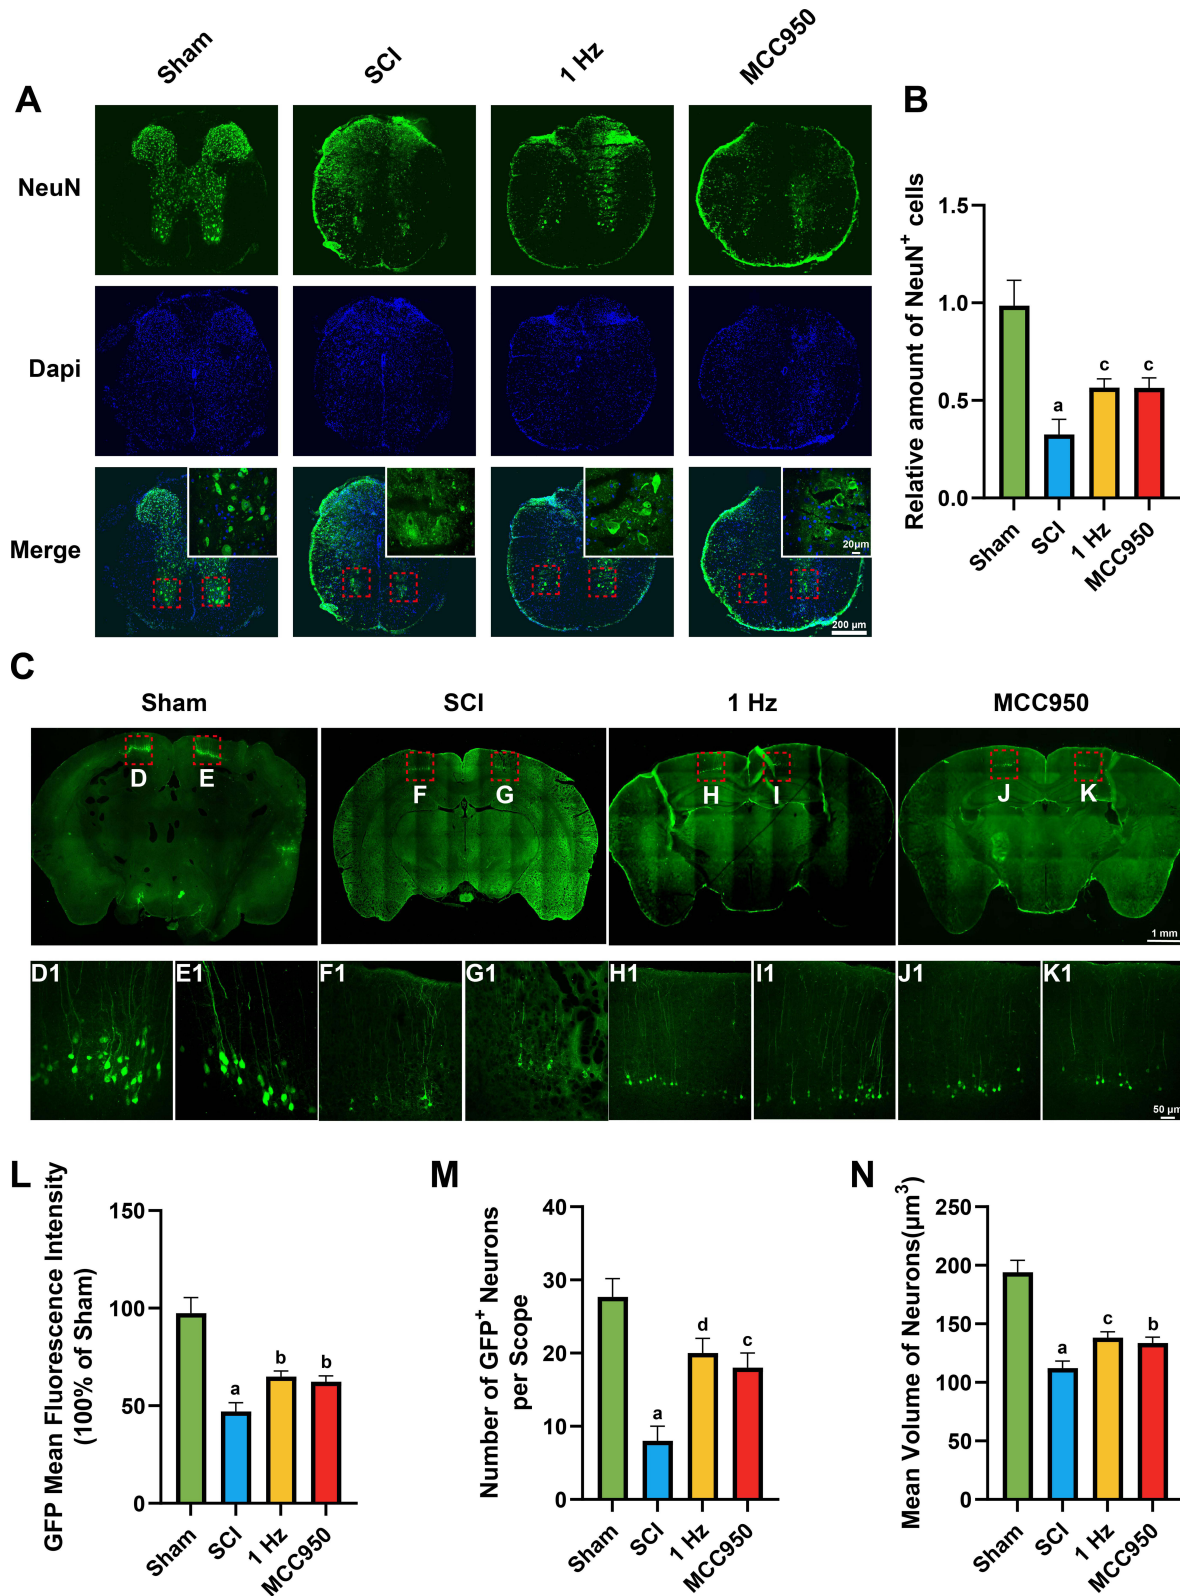 Sham
SCI
1 Hz
MCC950
A
NeuN
Dapi
Merge
20μm
200 μm
B
Relative amount of NeuN⁺ cells
1.5
1.0
0.5
0.0
a
c
c
Sham
SCI
1 Hz
MCC950
C
Sham
SCI
1 Hz
MCC950
D
E
F
G
H
I
J
K
1 mm
D1
E1
F1
G1
H1
I1
J1
K1
50 μm
L
GFP Mean Fluorescence Intensity
(100% of Sham)
150
100
50
0
a
b
b
Sham
SCI
1 Hz
MCC950
M
Number of GFP⁺ Neurons
per Scope
40
30
20
10
0
a
d
c
Sham
SCI
1 Hz
MCC950
N
Mean Volume of Neurons(μm³)
250
200
150
100
50
0
a
c
b
Sham
SCI
1 Hz
MCC950